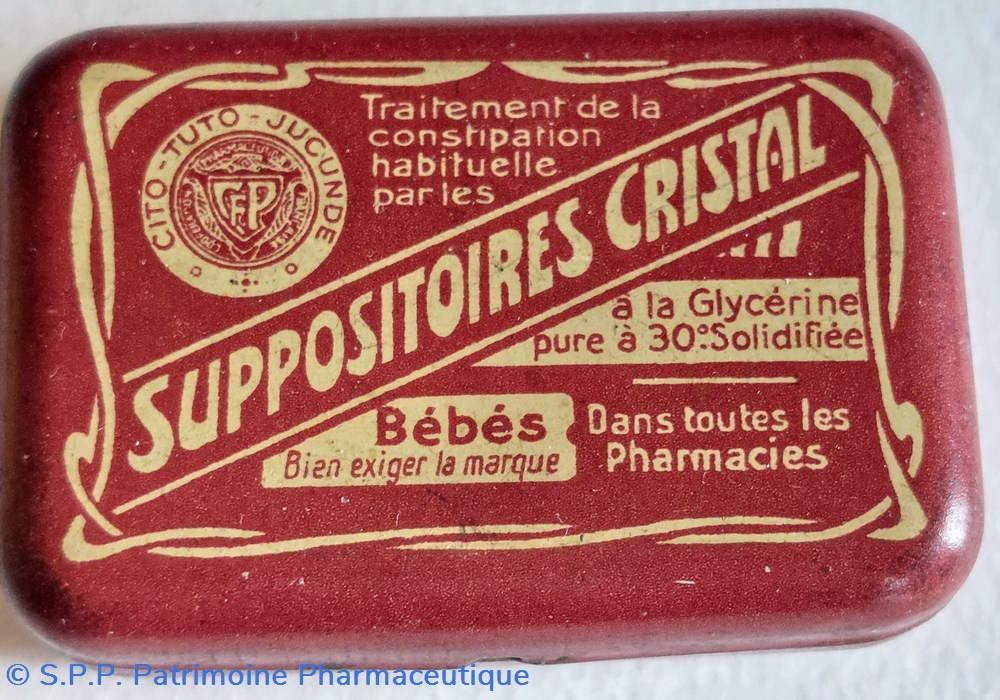 CITO-TUTO-JUCUNDE
Traitement de la
constipation
habituelle
par les
SUPPOSITOIRES CRISTAL
à la Glycérine
pure à 30° Solidifiée
Bébés
Bien exiger la marque
Dans toutes les
Pharmacies
© S.P.P. Patrimoine Pharmaceutique